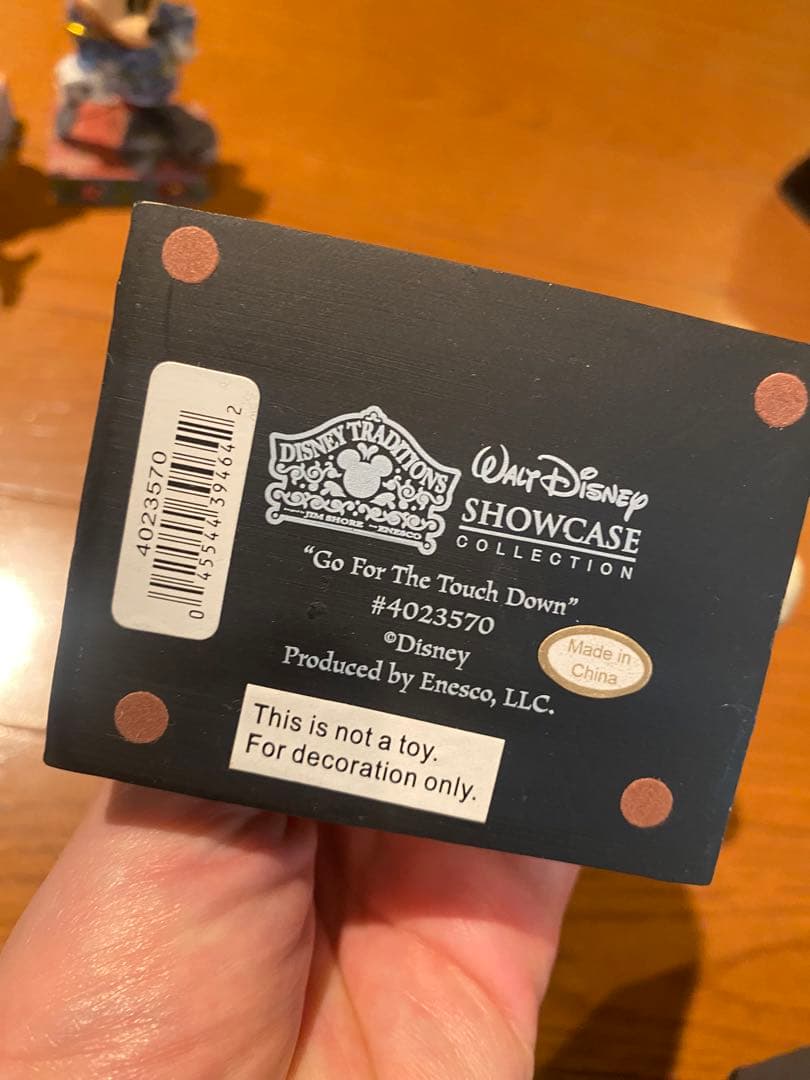 4023570
0 45544 39464 2
DISNEY TRADITIONS
JIM SHORE
ENESCO
WALT DISNEY
SHOWCASE
COLLECTION
“Go For The Touch Down”
#4023570
©Disney
Produced by Enesco, LLC.
Made in
China
This is not a toy.
For decoration only.